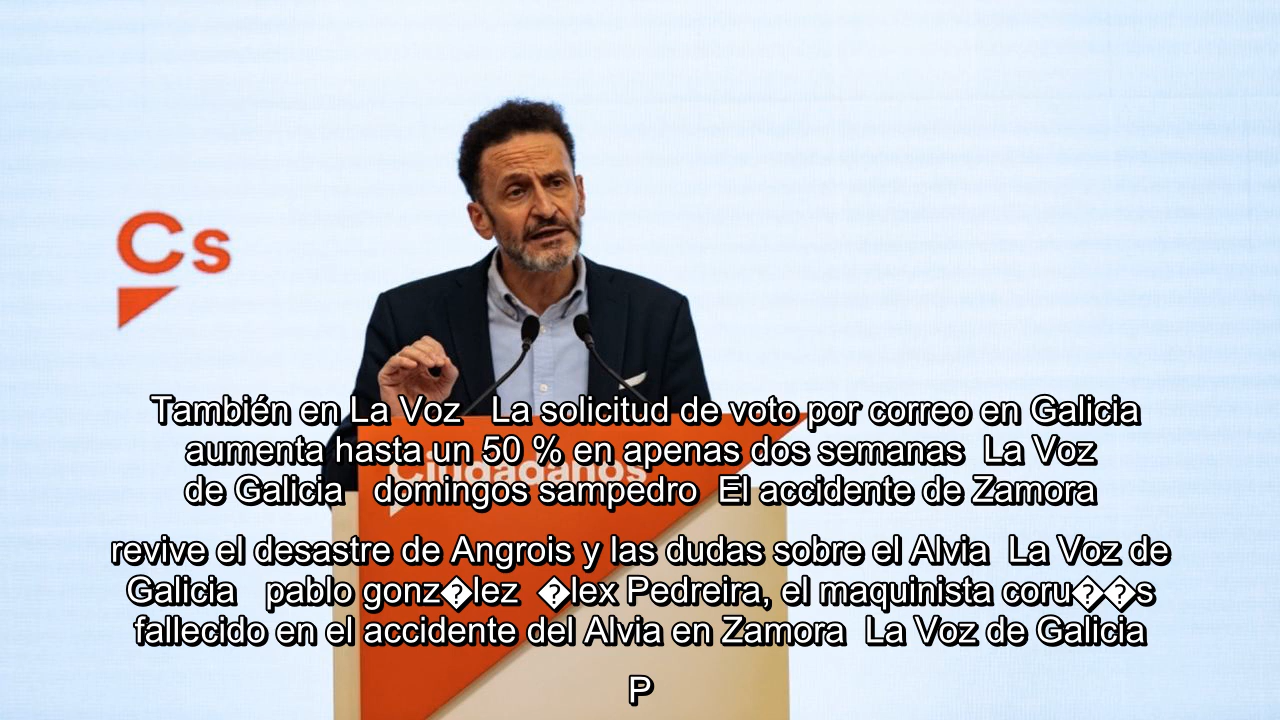 Cs
También en La Voz La solicitud de voto por correo en Galicia
aumenta hasta un 50 % en apenas dos semanas La Voz
Ciudadanos
de Galicia domingos sampedro El accidente de Zamora
revive el desastre de Angrois y las dudas sobre el Alvia La Voz de
Galicia pablo gonz�lez �lex Pedreira, el maquinista coru��s
fallecido en el accidente del Alvia en Zamora La Voz de Galicia
P